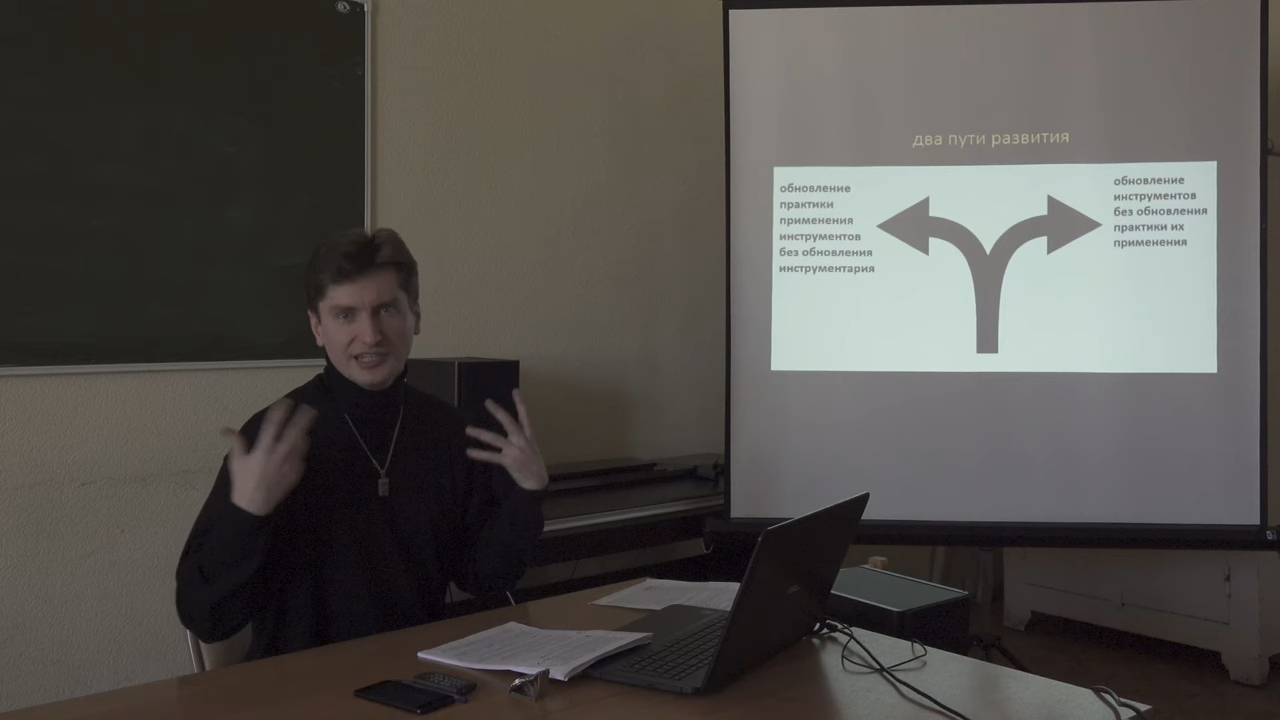 два пути развития
обновление
практики
применения
инструментов
без обновления
инструментария
обновление
инструментов
без обновления
практики их
применения